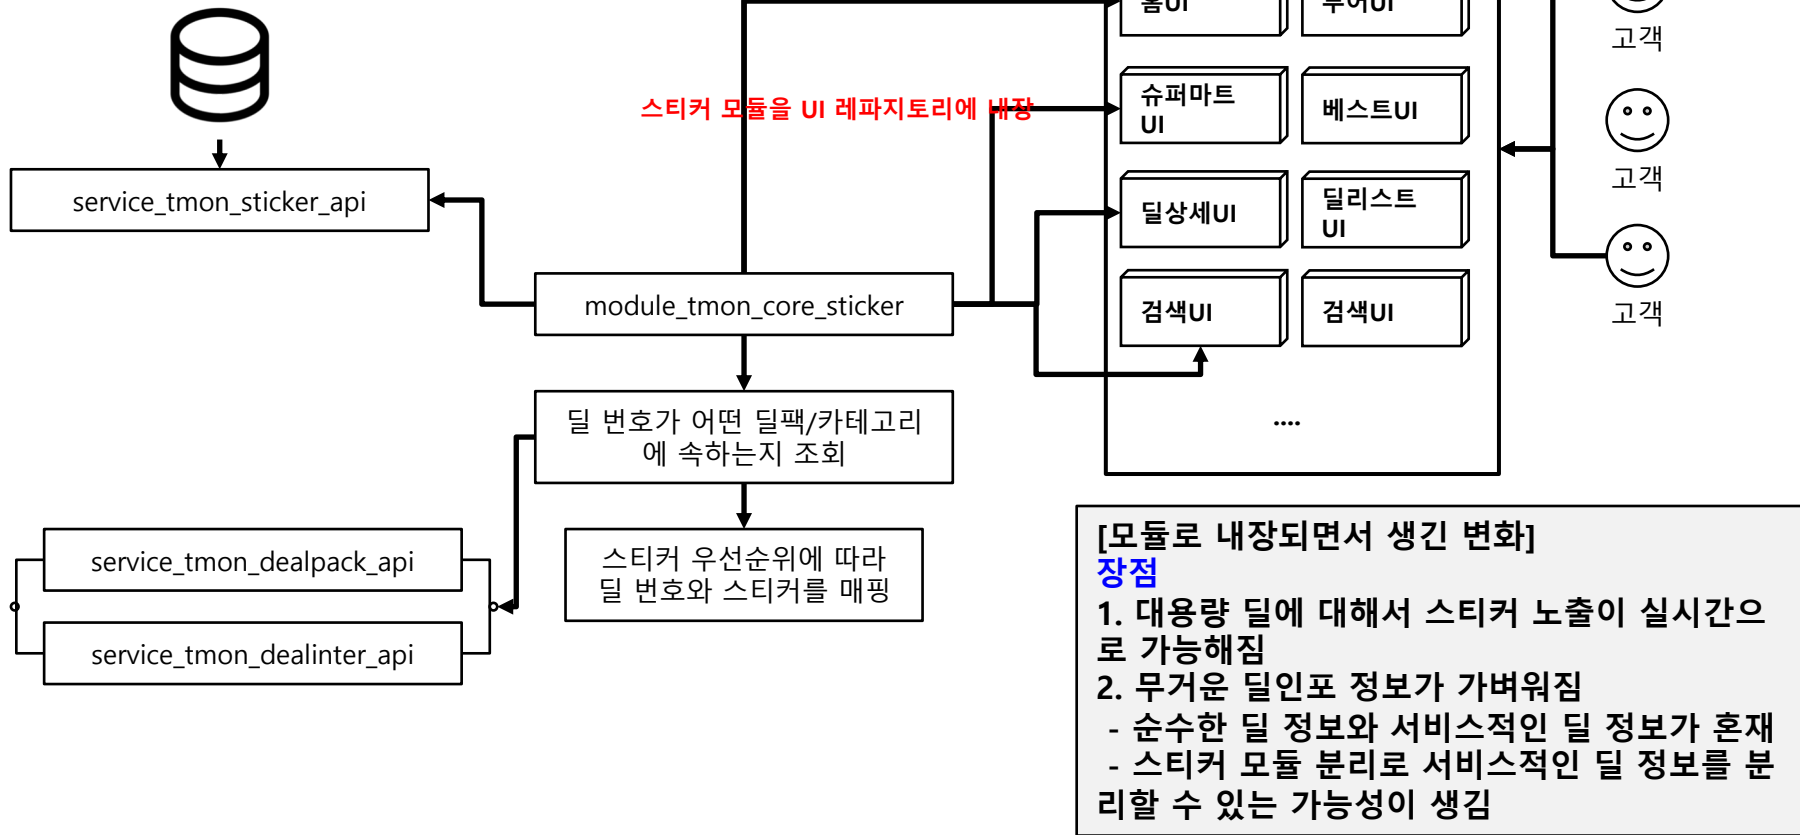 홈UI
투어UI
고객
스티커 모듈을 UI 레파지토리에 내장
슈퍼마트
UI
베스트UI
고객
service_tmon_sticker_api
딜상세UI
딜리스트
UI
module_tmon_core_sticker
검색UI
검색UI
고객
딜 번호가 어떤 딜팩/카테고리
에 속하는지 조회
....
service_tmon_dealpack_api
스티커 우선순위에 따라
딜 번호와 스티커를 매핑
service_tmon_dealinter_api
[모듈로 내장되면서 생긴 변화]
장점
1. 대용량 딜에 대해서 스티커 노출이 실시간으
로 가능해짐
2. 무거운 딜인포 정보가 가벼워짐
- 순수한 딜 정보와 서비스적인 딜 정보가 혼재
- 스티커 모듈 분리로 서비스적인 딜 정보를 분
리할 수 있는 가능성이 생김